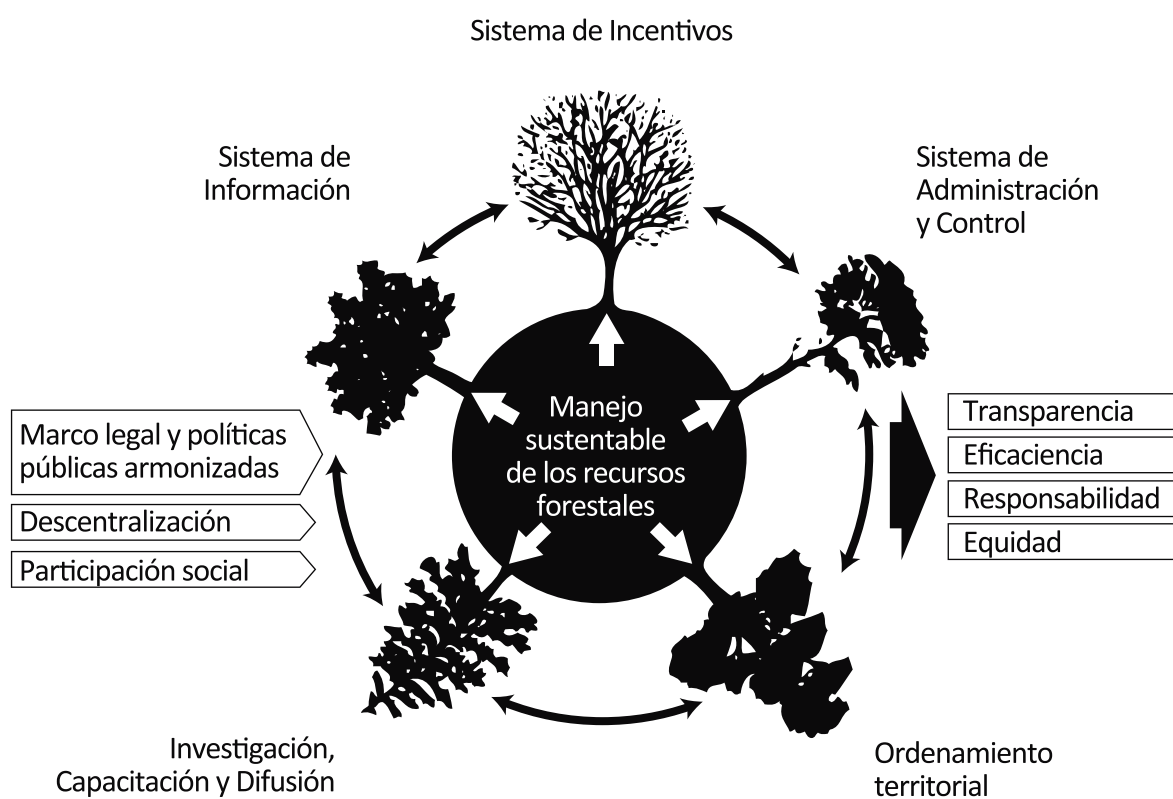 Sistema de Incentivos
Sistema de
Información
Sistema de
Administración
y Control
Manejo
sustentable
de los recursos
forestales
Marco legal y políticas
públicas armonizadas
Descentralización
Participación social
Transparencia
Eficaciencia
Responsabilidad
Equidad
Investigación,
Capacitación y Difusión
Ordenamiento
territorial